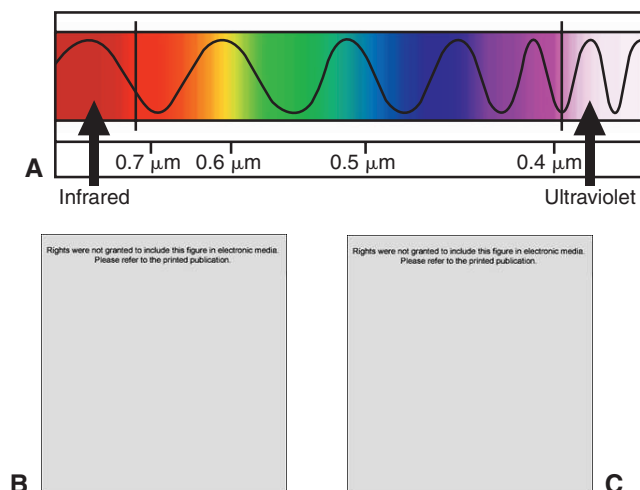 A
0.7 μm 0.6 μm 0.5 μm 0.4 μm
Infrared Ultraviolet
Rights were not granted to include this figure in electronic media.
Please refer to the printed publication.
Rights were not granted to include this figure in electronic media.
Please refer to the printed publication.
B
C